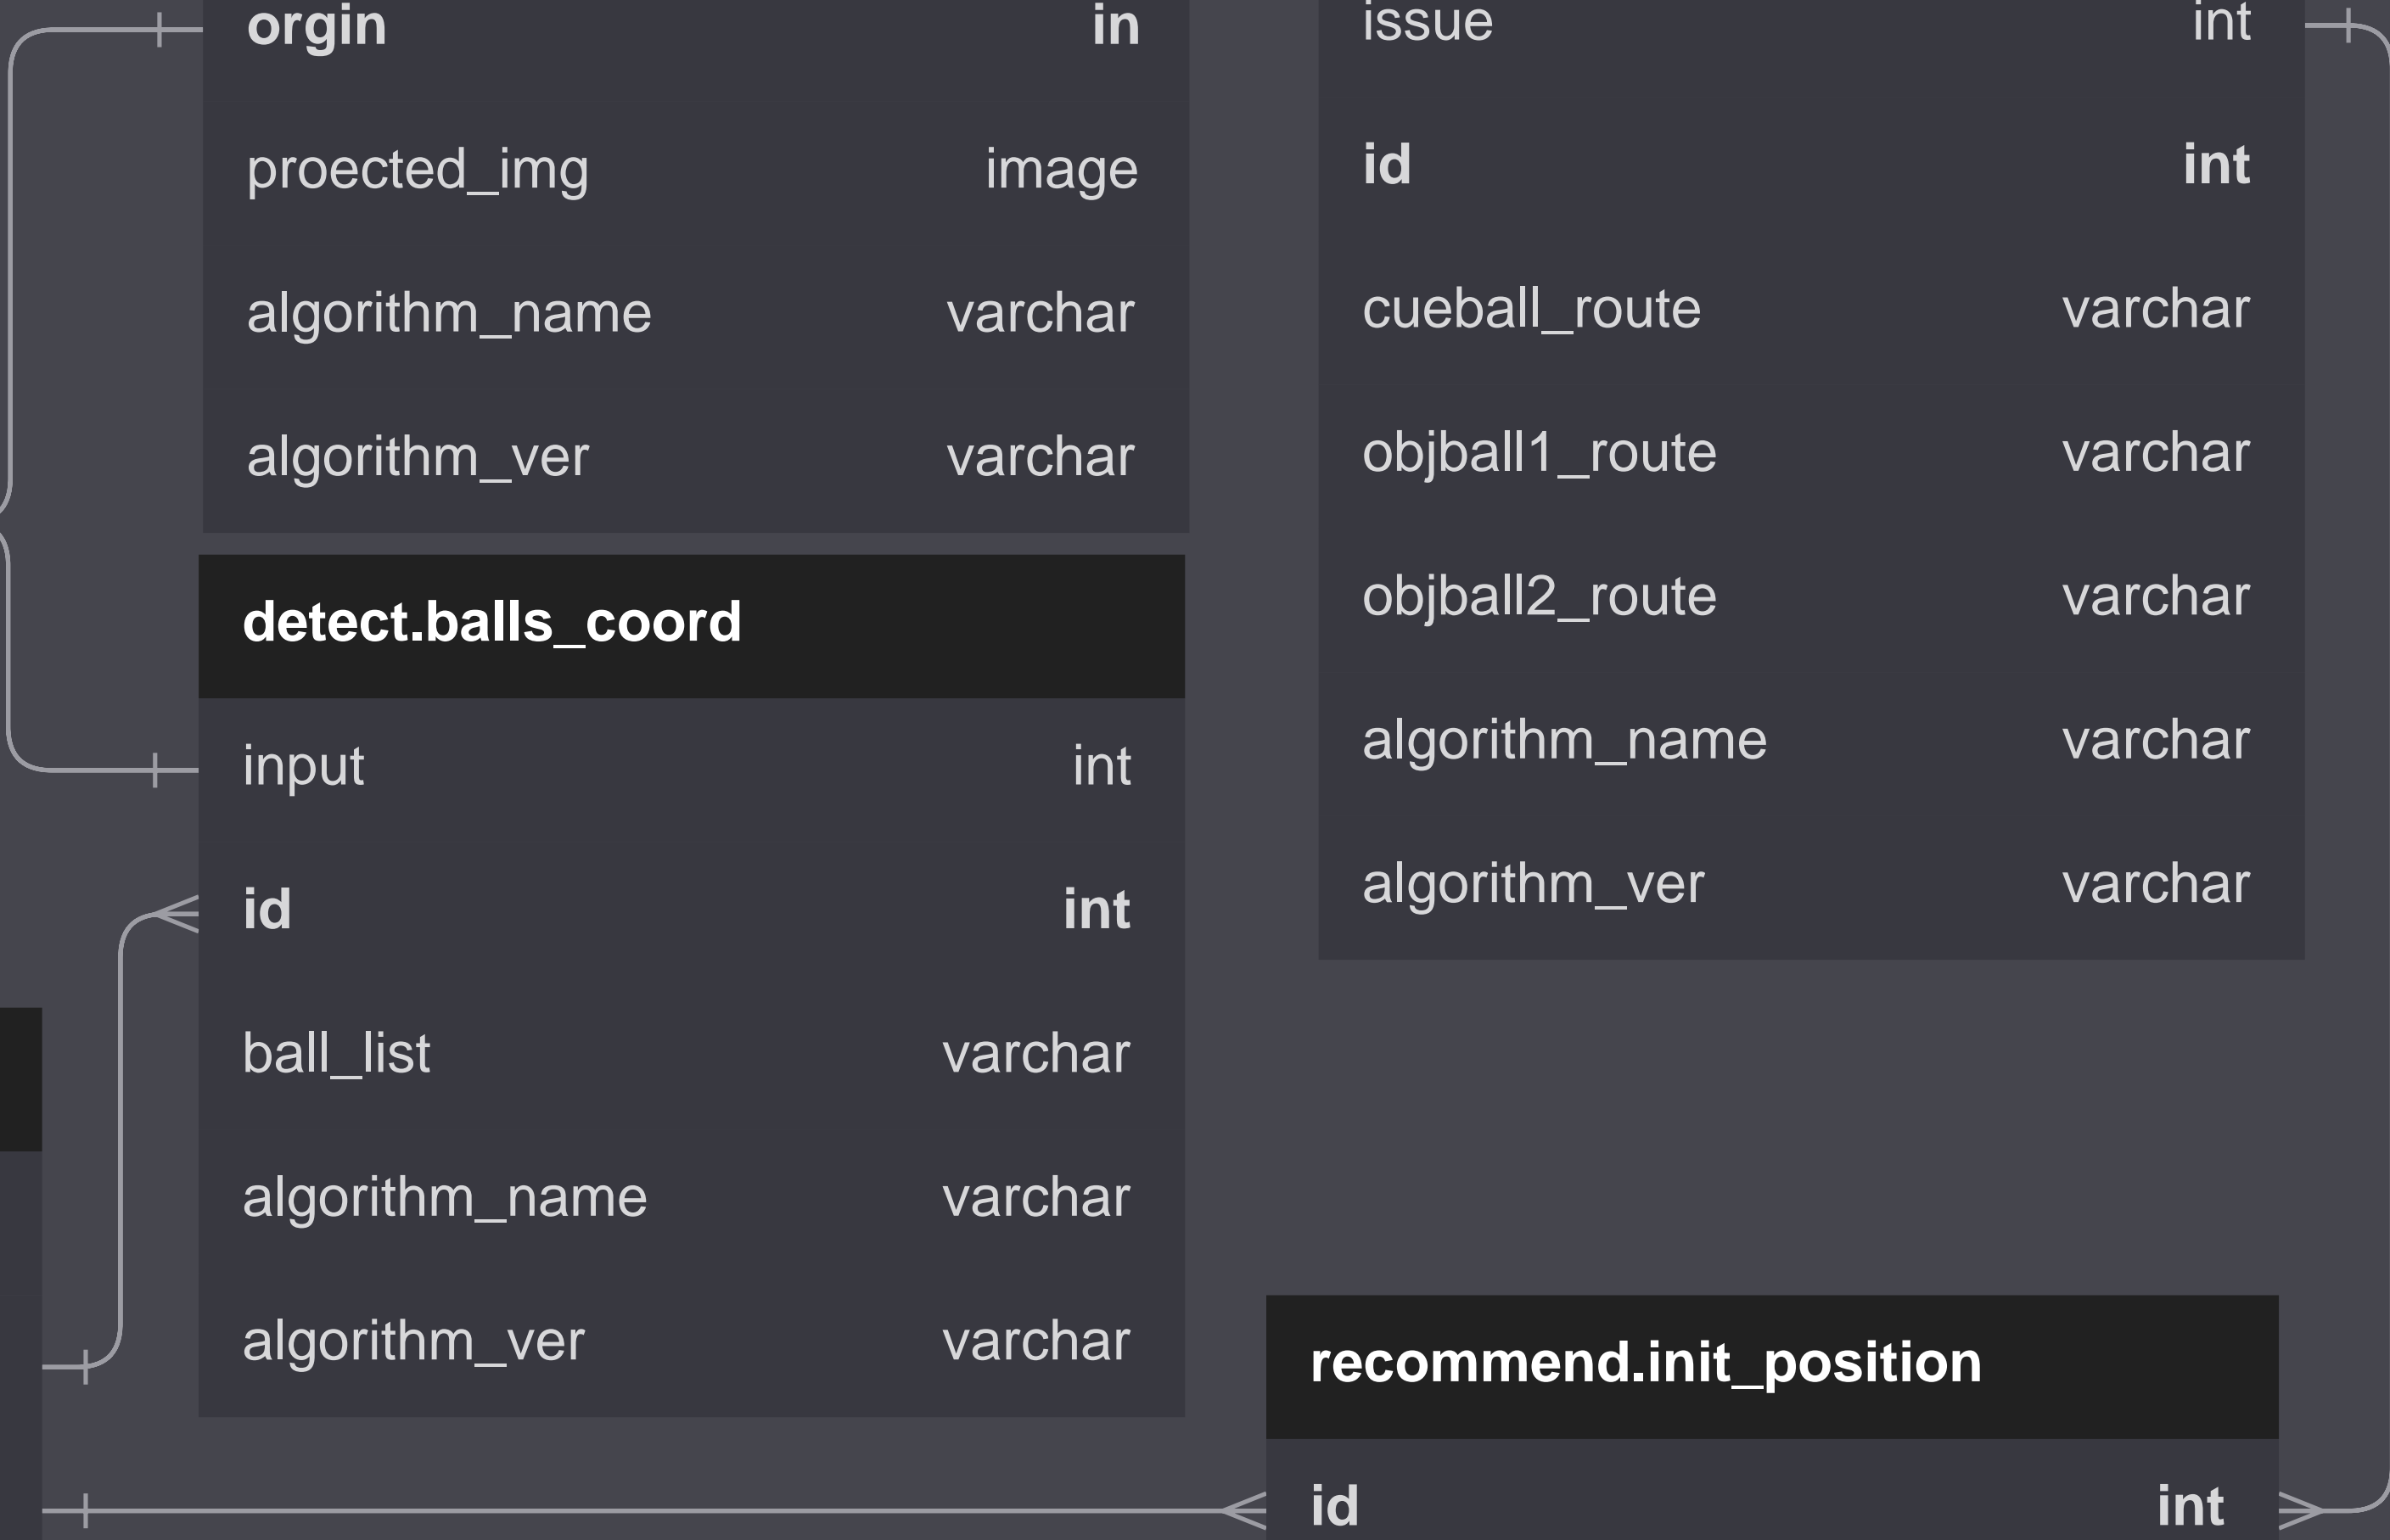 orgin in
proected_img image
algorithm_name varchar
algorithm_ver varchar
detect.balls_coord
input int
id int
ball_list varchar
algorithm_name varchar
algorithm_ver varchar
issue int
id int
cueball_route varchar
objball1_route varchar
objball2_route varchar
algorithm_name varchar
algorithm_ver varchar
recommend.init_position
id int